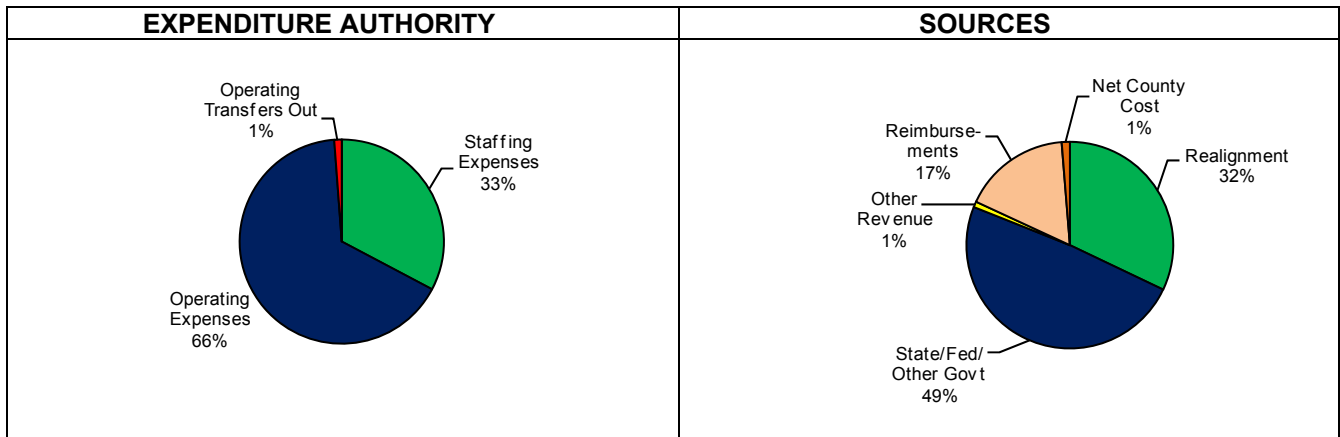 EXPENDITURE AUTHORITY
Operating
Transfers Out
1%
Staffing
Expenses
33%
Operating
Expenses
66%
SOURCES
Net County
Cost
1%
Reimburse-
ments
17%
Realignment
32%
Other
Revenue
1%
State/Fed/
Other Govt
49%